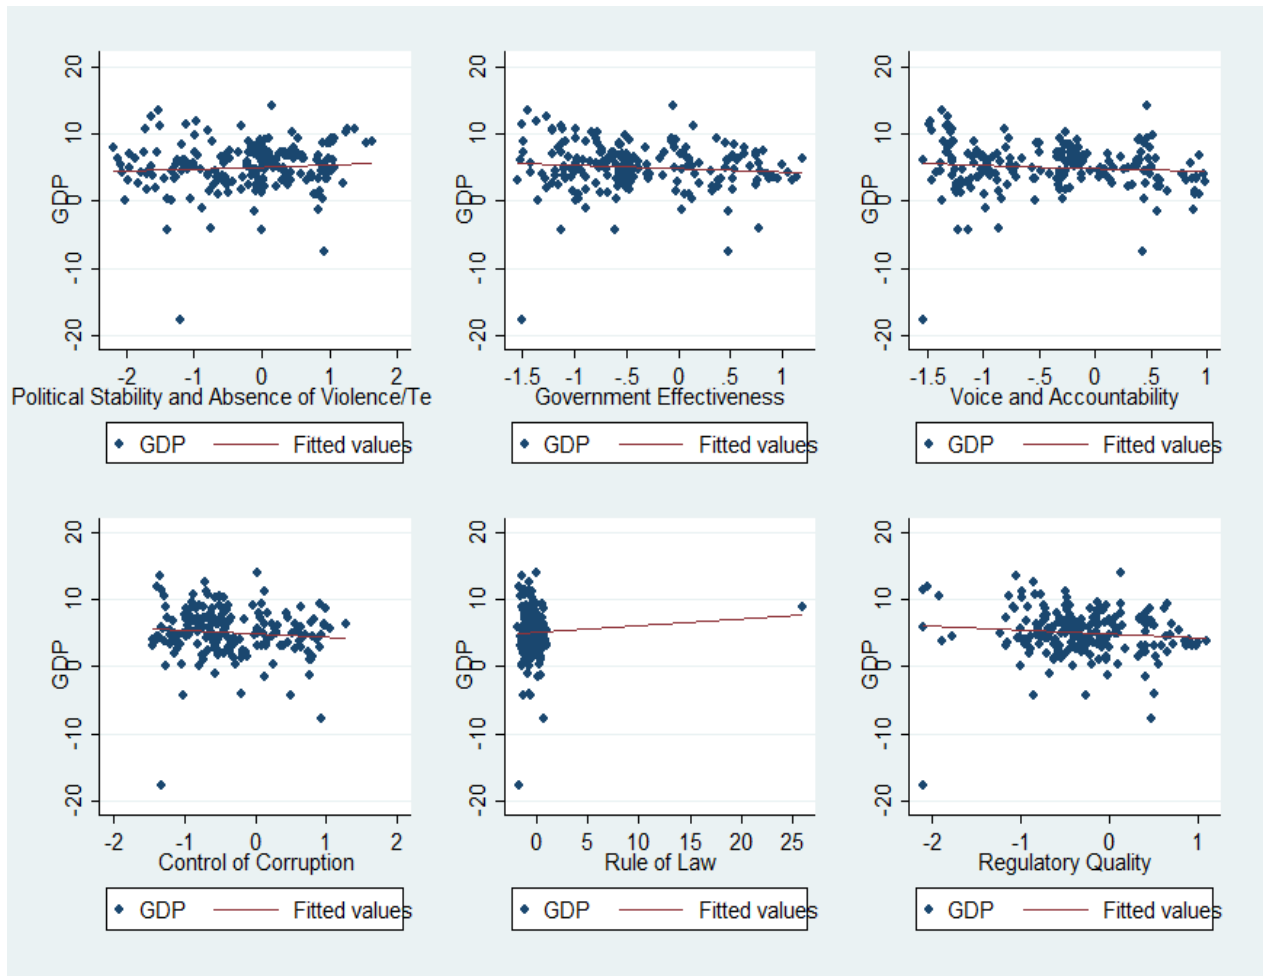 GDP
20
10
0
-10
-20
-2 -1 0 1 2
Political Stability and Absence of Violence/Te
GDP Fitted values
GDP
20
10
0
-10
-20
-1.5 -1 -.5 0 .5 1
Government Effectiveness
GDP Fitted values
GDP
20
10
0
-10
-20
-1.5 -1 -.5 0 .5 1
Voice and Accountability
GDP Fitted values
GDP
20
10
0
-10
-20
-2 -1 0 1 2
Control of Corruption
GDP Fitted values
GDP
20
10
0
-10
-20
0 5 10 15 20 25
Rule of Law
GDP Fitted values
GDP
20
10
0
-10
-20
-2 -1 0 1
Regulatory Quality
GDP Fitted values